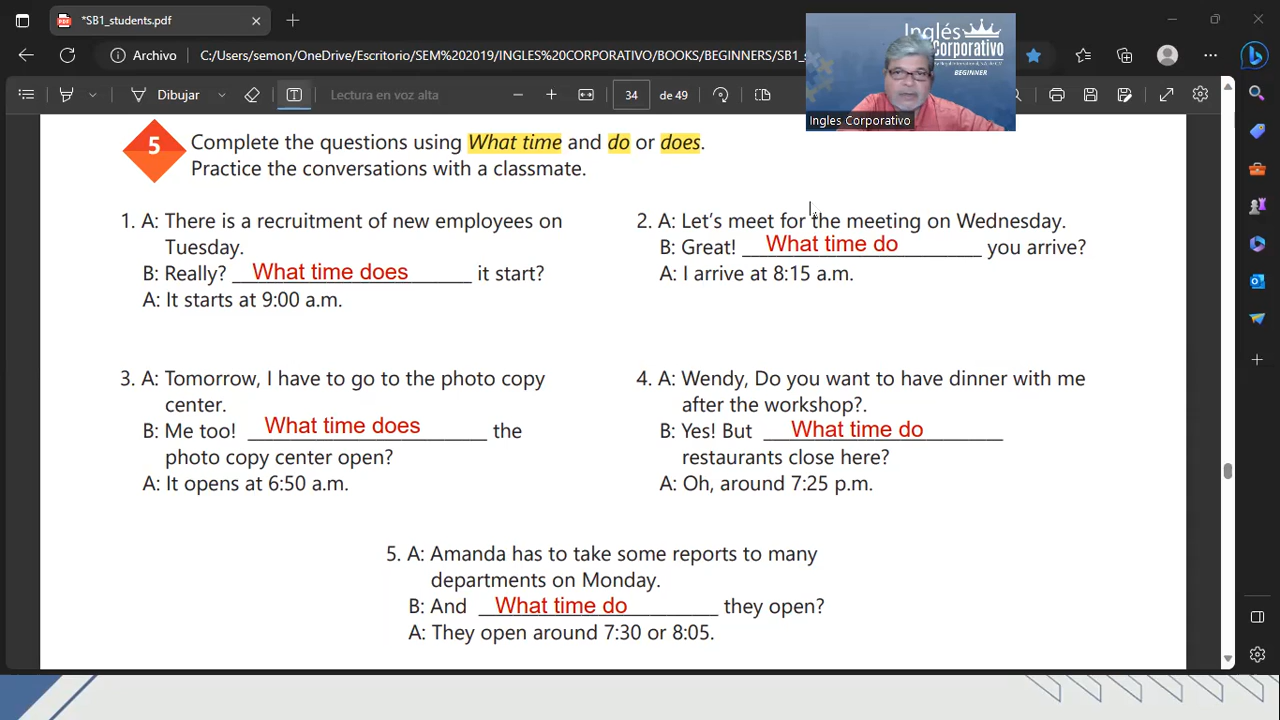 *SB1_students.pdf
Archivo
C:/Users/semon/OneDrive/Escritorio/SEM%202019/INGLES%20CORPORATIVO/BOOKS/BEGINNERS/SB1_s
Dibujar
Lectura en voz alta
34 de 49
Inglés
Corporativo
BEGINNER
Ingles Corporativo
5
Complete the questions using What time and do or does.
Practice the conversations with a classmate.
1. A: There is a recruitment of new employees on
Tuesday.
B: Really? What time does it start?
A: It starts at 9:00 a.m.
2. A: Let's meet for the meeting on Wednesday.
B: Great! What time do you arrive?
A: I arrive at 8:15 a.m.
3. A: Tomorrow, I have to go to the photo copy
center.
B: Me too! What time does the
photo copy center open?
A: It opens at 6:50 a.m.
4. A: Wendy, Do you want to have dinner with me
after the workshop?.
B: Yes! But What time do
restaurants close here?
A: Oh, around 7:25 p.m.
5. A: Amanda has to take some reports to many
departments on Monday.
B: And What time do they open?
A: They open around 7:30 or 8:05.